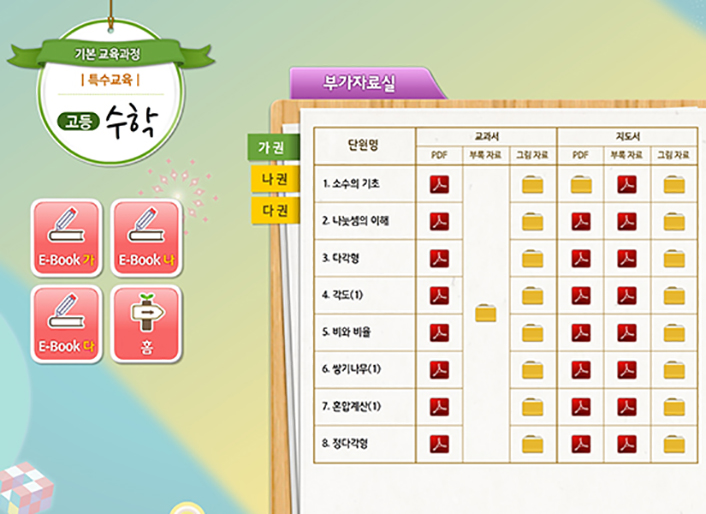 기본 교육과정
| 특수교육 |
고등 수학
E-Book 가
E-Book 나
E-Book 다
홈
부가자료실
가 권
나 권
다 권
단원명 교과서 지도서
PDF 부록 자료 그림 자료 PDF 부록 자료 그림 자료
1. 소수의 기초
2. 나눗셈의 이해
3. 다각형
4. 각도(1)
5. 비와 비율
6. 쌓기나무(1)
7. 혼합계산(1)
8. 정다각형